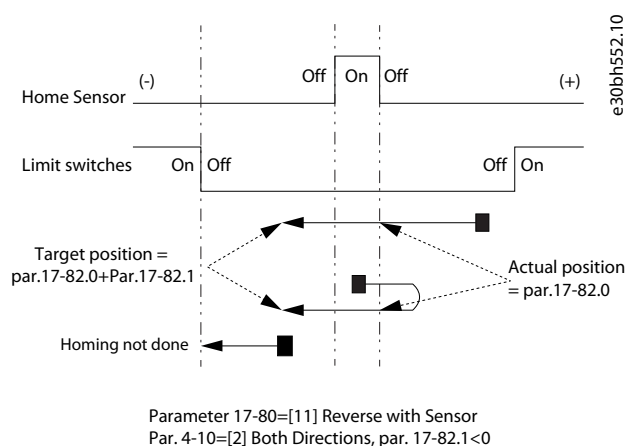 e30bh552.10
(-)
Off On Off
(+)
Home Sensor
Limit switches
On Off
Off On
Target position =
par.17-82.0+Par.17-82.1
Actual position
= par.17-82.0
Homing not done
Parameter 17-80=[11] Reverse with Sensor
Par. 4-10=[2] Both Directions, par. 17-82.1<0